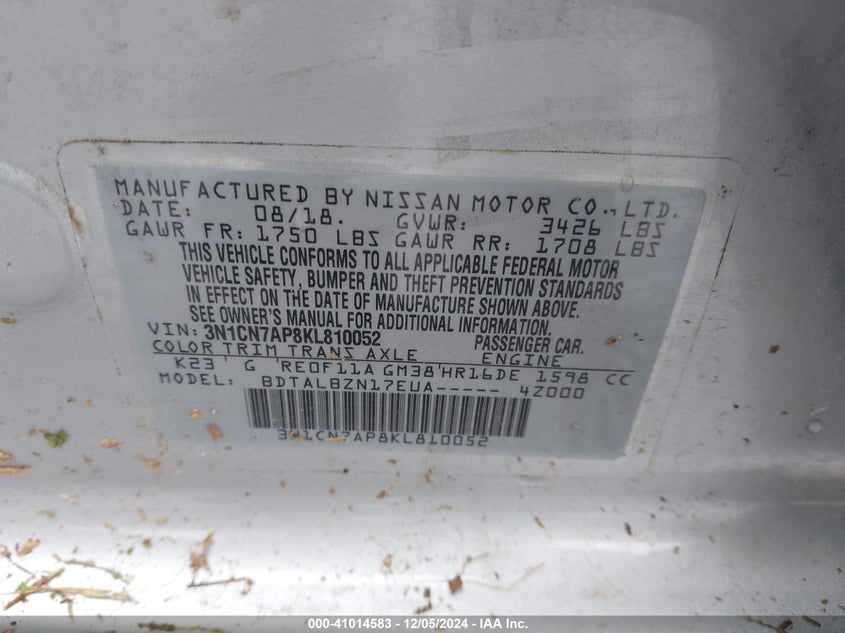 MANUFACTURED BY NISSAN MOTOR CO., LTD.
DATE: 08/18. GVWR: 3426 LBS
GAWR FR: 1750 LBS GAWR RR: 1708 LBS
THIS VEHICLE CONFORMS TO ALL APPLICABLE FEDERAL MOTOR
VEHICLE SAFETY, BUMPER AND THEFT PREVENTION STANDARDS
IN EFFECT ON THE DATE OF MANUFACTURE SHOWN ABOVE.
SEE OWNER'S MANUAL FOR ADDITIONAL INFORMATION.
VIN: 3N1CN7AP8KL810052 PASSENGER CAR.
COLOR TRIM TRANS AXLE ENGINE
K23 G RE0F11A GM38 HR16DE 1598 CC
MODEL: BDTALBZN17EUA----- 4Z000
3N1CN7AP8KL810052
000-41014583 - 12/05/2024 - IAA Inc.